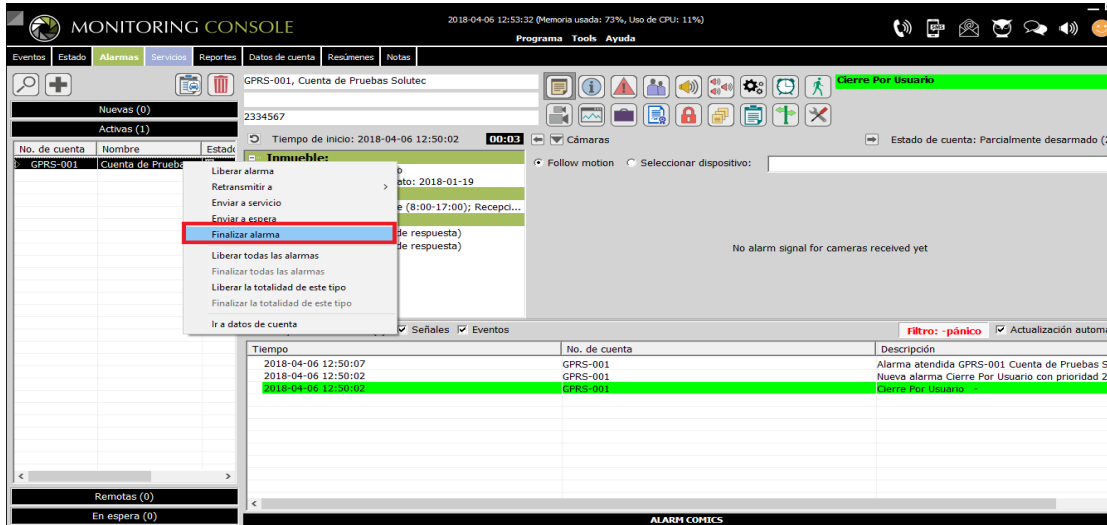 MONITORING CONSOLE
2018-04-06 12:53:32 (Memoria usada: 73%, Uso de CPU: 11%)
Programa Tools Ayuda
SMS
Eventos Estado Alarmas Servicios Reportes Datos de cuenta Resúmenes Notas
GPRS-001, Cuenta de Pruebas Solutec
Cierre Por Usuario
2334567
Nuevas (0)
Activas (1)
No. de cuenta Nombre Estado
GPRS-001 Cuenta de Prueba
Tiempo de inicio: 2018-04-06 12:50:02 00:03
Cámaras
Estado de cuenta: Parcialmente desarmado (
Inmueble:
Follow motion Seleccionar dispositivo:
ato: 2018-01-19
e (8:00-17:00); Recepci...
de respuesta)
de respuesta)
No alarm signal for cameras received yet
Liberar alarma
Retransmitir a
Enviar a servicio
Enviar a espera
Finalizar alarma
Liberar todas las alarmas
Finalizar todas las alarmas
Liberar la totalidad de este tipo
Finalizar la totalidad de este tipo
Ir a datos de cuenta
Señales Eventos
Filtro: -pánico Actualización automa
Tiempo No. de cuenta Descripción
2018-04-06 12:50:07 GPRS-001 Alarma atendida GPRS-001 Cuenta de Pruebas S
2018-04-06 12:50:02 GPRS-001 Nueva alarma Cierre Por Usuario con prioridad 2
2018-04-06 12:50:02 GPRS-001 Cierre Por Usuario -
Remotas (0)
En espera (0)
ALARM COMICS